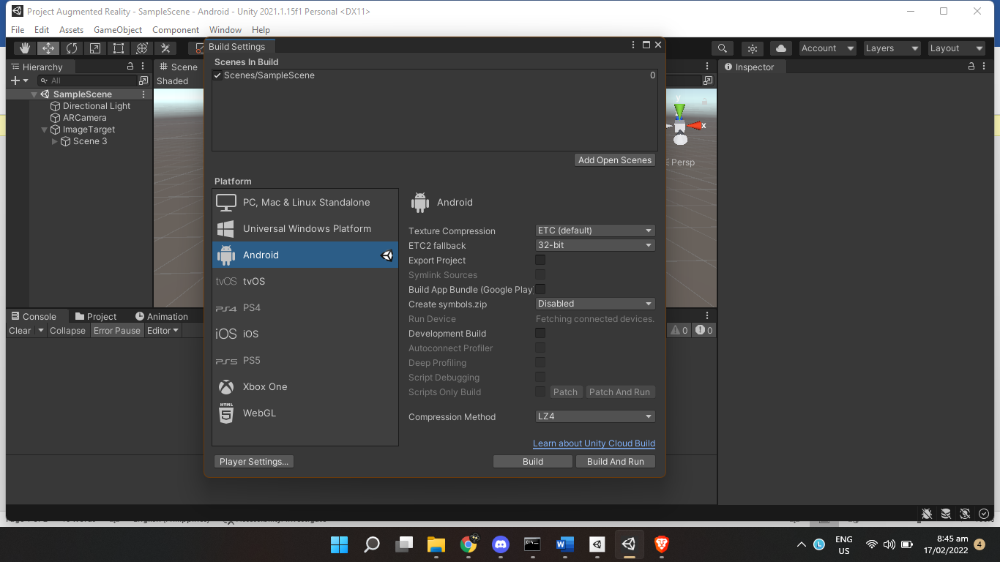 Project Augmented Reality - SampleScene - Android - Unity 2021.1.15f1 Personal <DX11>
File Edit Assets GameObject Component Window Help
Account Layers Layout
Hierarchy
All
SampleScene
Directional Light
ARCamera
ImageTarget
Scene 3
Scene
Shaded
Build Settings
Scenes In Build
Scenes/SampleScene 0
Add Open Scenes
Platform
PC, Mac & Linux Standalone
Universal Windows Platform
Android
tvOS tvOS
PS4 PS4
iOS iOS
PS5 PS5
Xbox One
HTML
5
WebGL
Android
Texture Compression ETC (default)
ETC2 fallback 32-bit
Export Project
Symlink Sources
Build App Bundle (Google Play
Create symbols.zip Disabled
Run Device Fetching connected devices.
Development Build
Autoconnect Profiler
Deep Profiling
Script Debugging
Scripts Only Build Patch Patch And Run
Compression Method LZ4
Learn about Unity Cloud Build
Player Settings... Build Build And Run
y
x
Persp
Inspector
Console Project Animation
Clear Collapse Error Pause Editor
0 0
ENG
US
8:45 am
17/02/2022
4